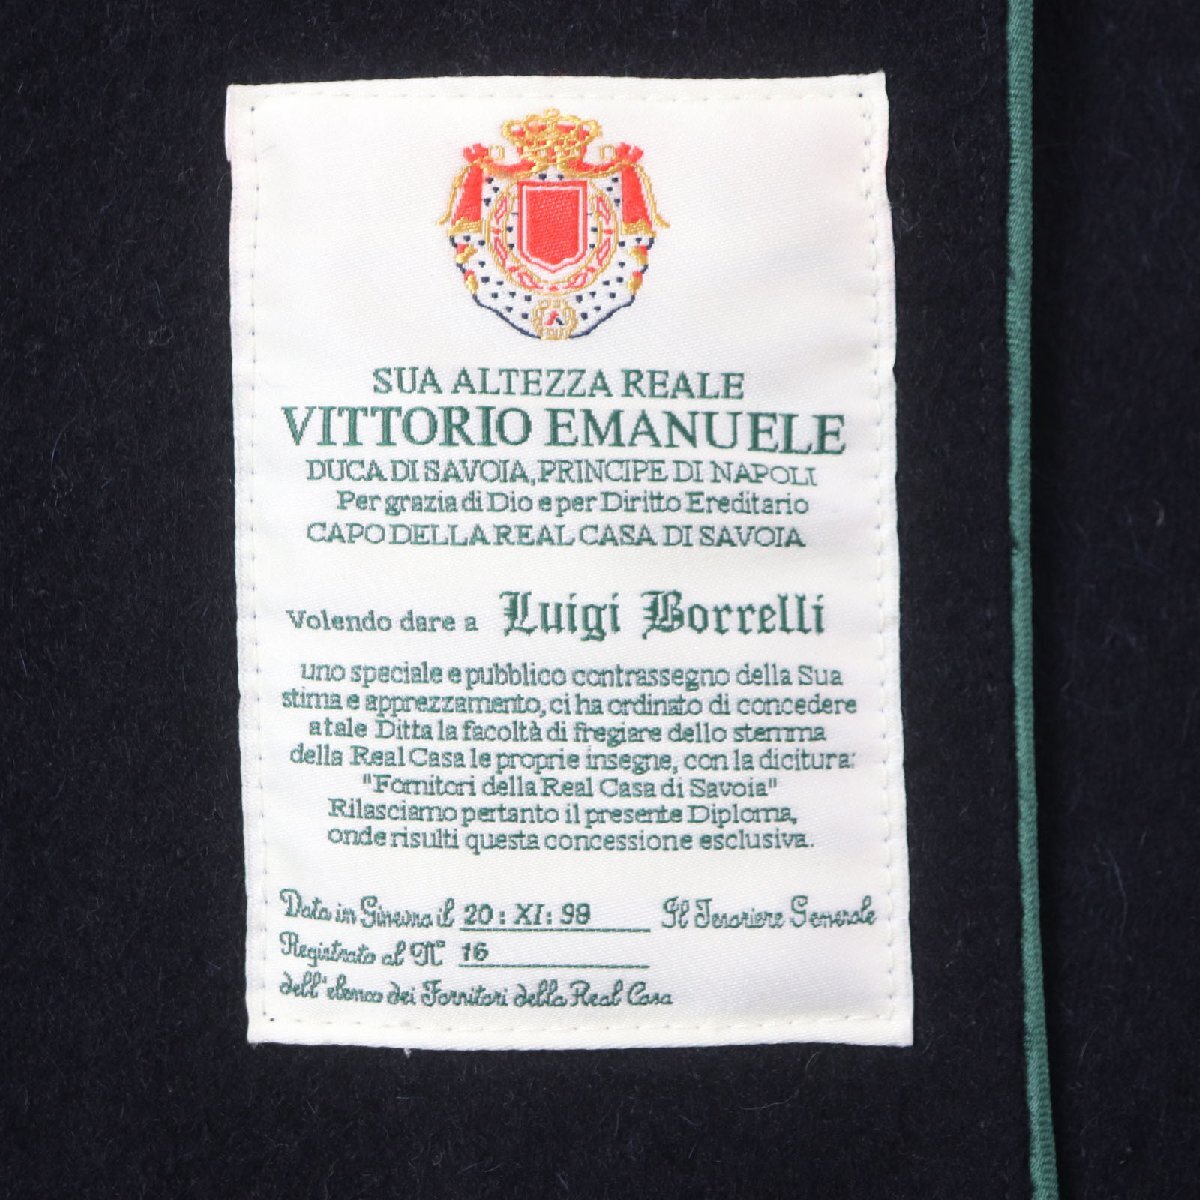 SUA ALTEZZA REALE
VITTORIO EMANUELE
DUCA DI SAVOIA, PRINCIPE DI NAPOLI
Per grazia di Dio e per Diritto Ereditario
CAPO DELLA REAL CASA DI SAVOIA
Volendo dare a Luigi Borrelli
uno speciale e pubblico contrassegno della Sua
stima e apprezzamento, ci ha ordinato di concedere
a tale Ditta la facoltà di fregiare dello stemma
della Real Casa le proprie insegne, con la dicitura:
"Fornitori della Real Casa di Savoia"
Rilasciamo pertanto il presente Diploma,
onde risulti questa concessione esclusiva.
Data in Ginevra il 20 : XI : 98 Il Tesoriere Generale
Registrato al N° 16
dell'elenco dei Fornitori della Real Casa